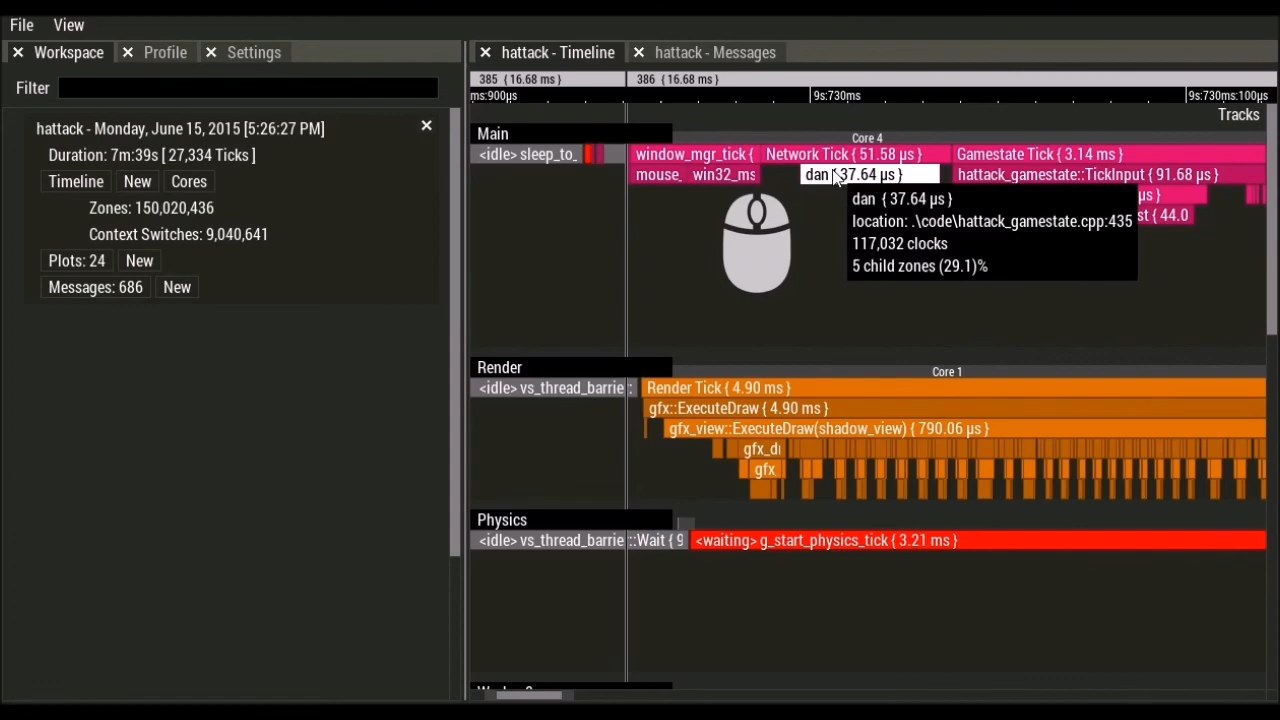 File View
Workspace Profile Settings
Filter
hattack - Monday, June 15, 2015 [5:26:27 PM]
Duration: 7m:39s [ 27,334 Ticks ]
Timeline New Cores
Zones: 150,020,436
Context Switches: 9,040,641
Plots: 24 New
Messages: 686 New
hattack - Timeline hattack - Messages
385 { 16.68 ms } 386 { 16.68 ms }
ms:900µs 9s:730ms 9s:730ms:100µs
Tracks
Main
Core 4
<idle> sleep_to_ window_mgr_tick { Network Tick { 51.58 µs } Gamestate Tick { 3.14 ms }
mouse_ win32_ms dan { 37.64 µs } hattack_gamestate::TickInput { 91.68 µs }
dan { 37.64 µs } µs }
location: .\code\hattack_gamestate.cpp:435 st { 44.0
117,032 clocks
5 child zones (29.1)%
Render
Core 1
<idle> vs_thread_barrie : Render Tick { 4.90 ms }
gfx::ExecuteDraw { 4.90 ms }
gfx_view::ExecuteDraw(shadow_view) { 790.06 µs }
gfx_di
gfx_
Physics
<idle> vs_thread_barrie ::Wait { 9 <waiting> g_start_physics_tick { 3.21 ms }